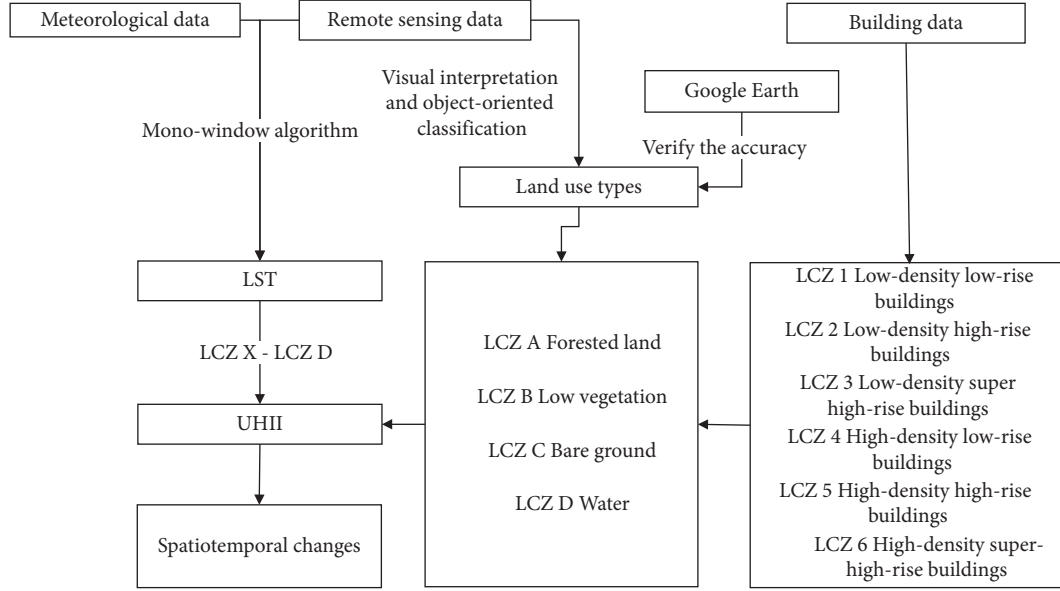 Meteorological data
Remote sensing data
Building data
Visual interpretation
and object-oriented
classification
Google Earth
Mono-window algorithm
Verify the accuracy
Land use types
LST
LCZ X - LCZ D
UHII
Spatiotemporal changes
LCZ A Forested land
LCZ B Low vegetation
LCZ C Bare ground
LCZ D Water
LCZ 1 Low-density low-rise
buildings
LCZ 2 Low-density high-rise
buildings
LCZ 3 Low-density super
high-rise buildings
LCZ 4 High-density low-rise
buildings
LCZ 5 High-density high-rise
buildings
LCZ 6 High-density super-
high-rise buildings